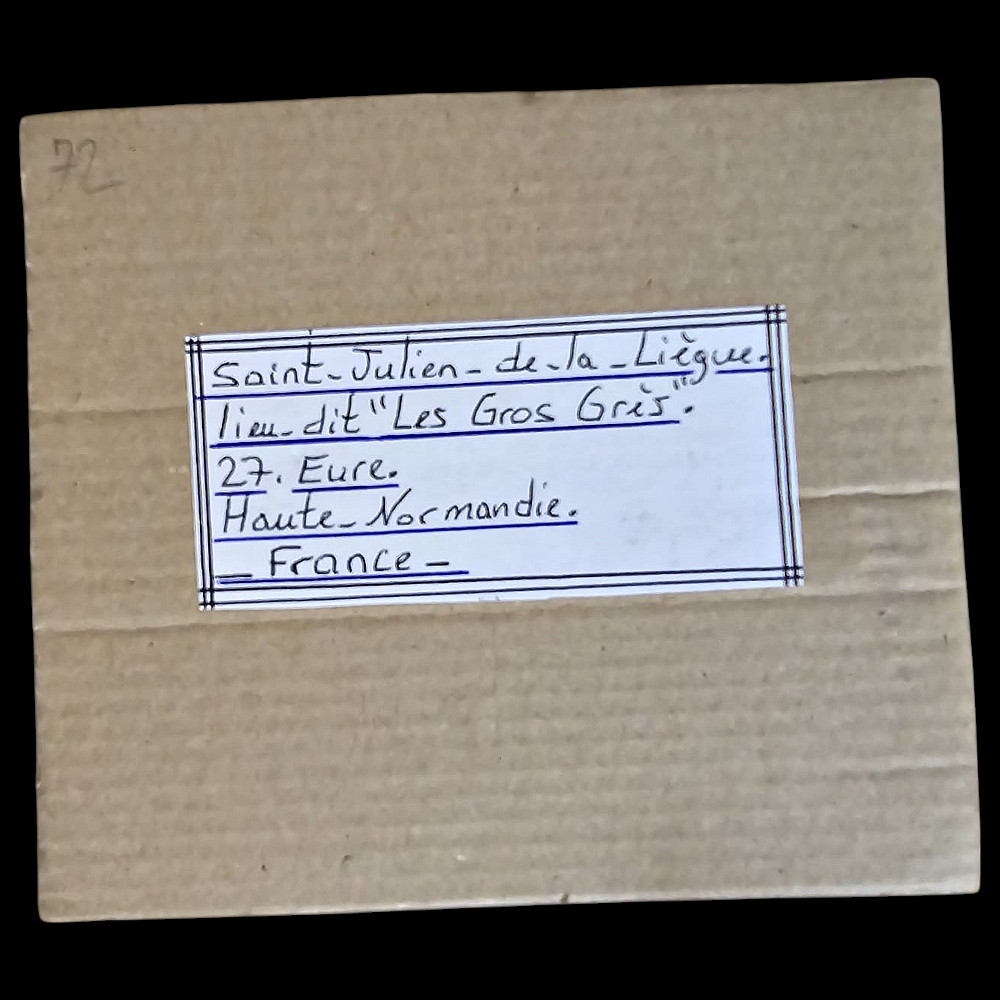 72
Saint-Julien-de-la-Liègue.
lieu-dit "Les Gros Grès".
27. Eure.
Haute-Normandie.
- France -